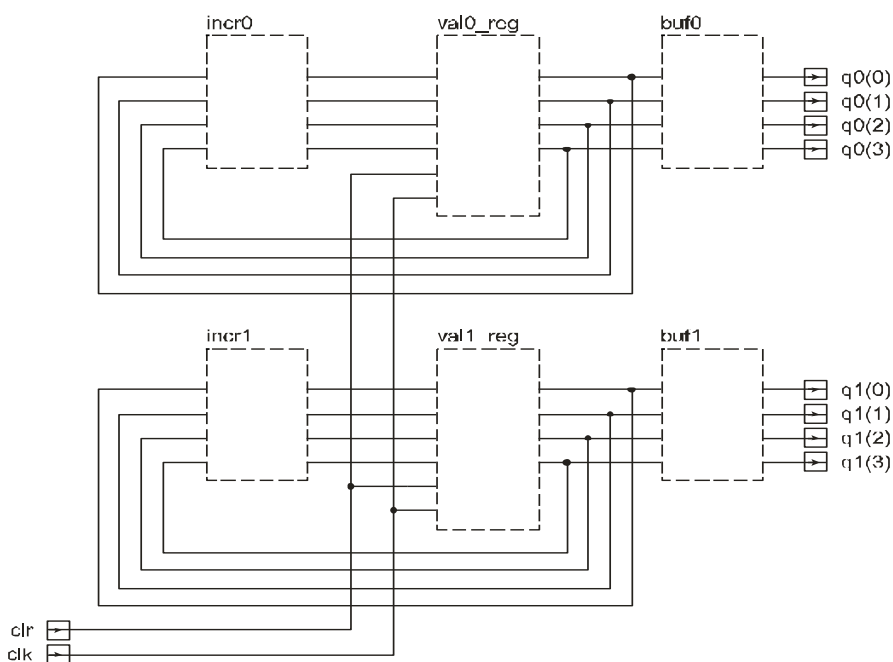 incr0 val0_reg buf0
q0(0)
q0(1)
q0(2)
q0(3)
incr1 val1_reg buf1
q1(0)
q1(1)
q1(2)
q1(3)
clr
clk